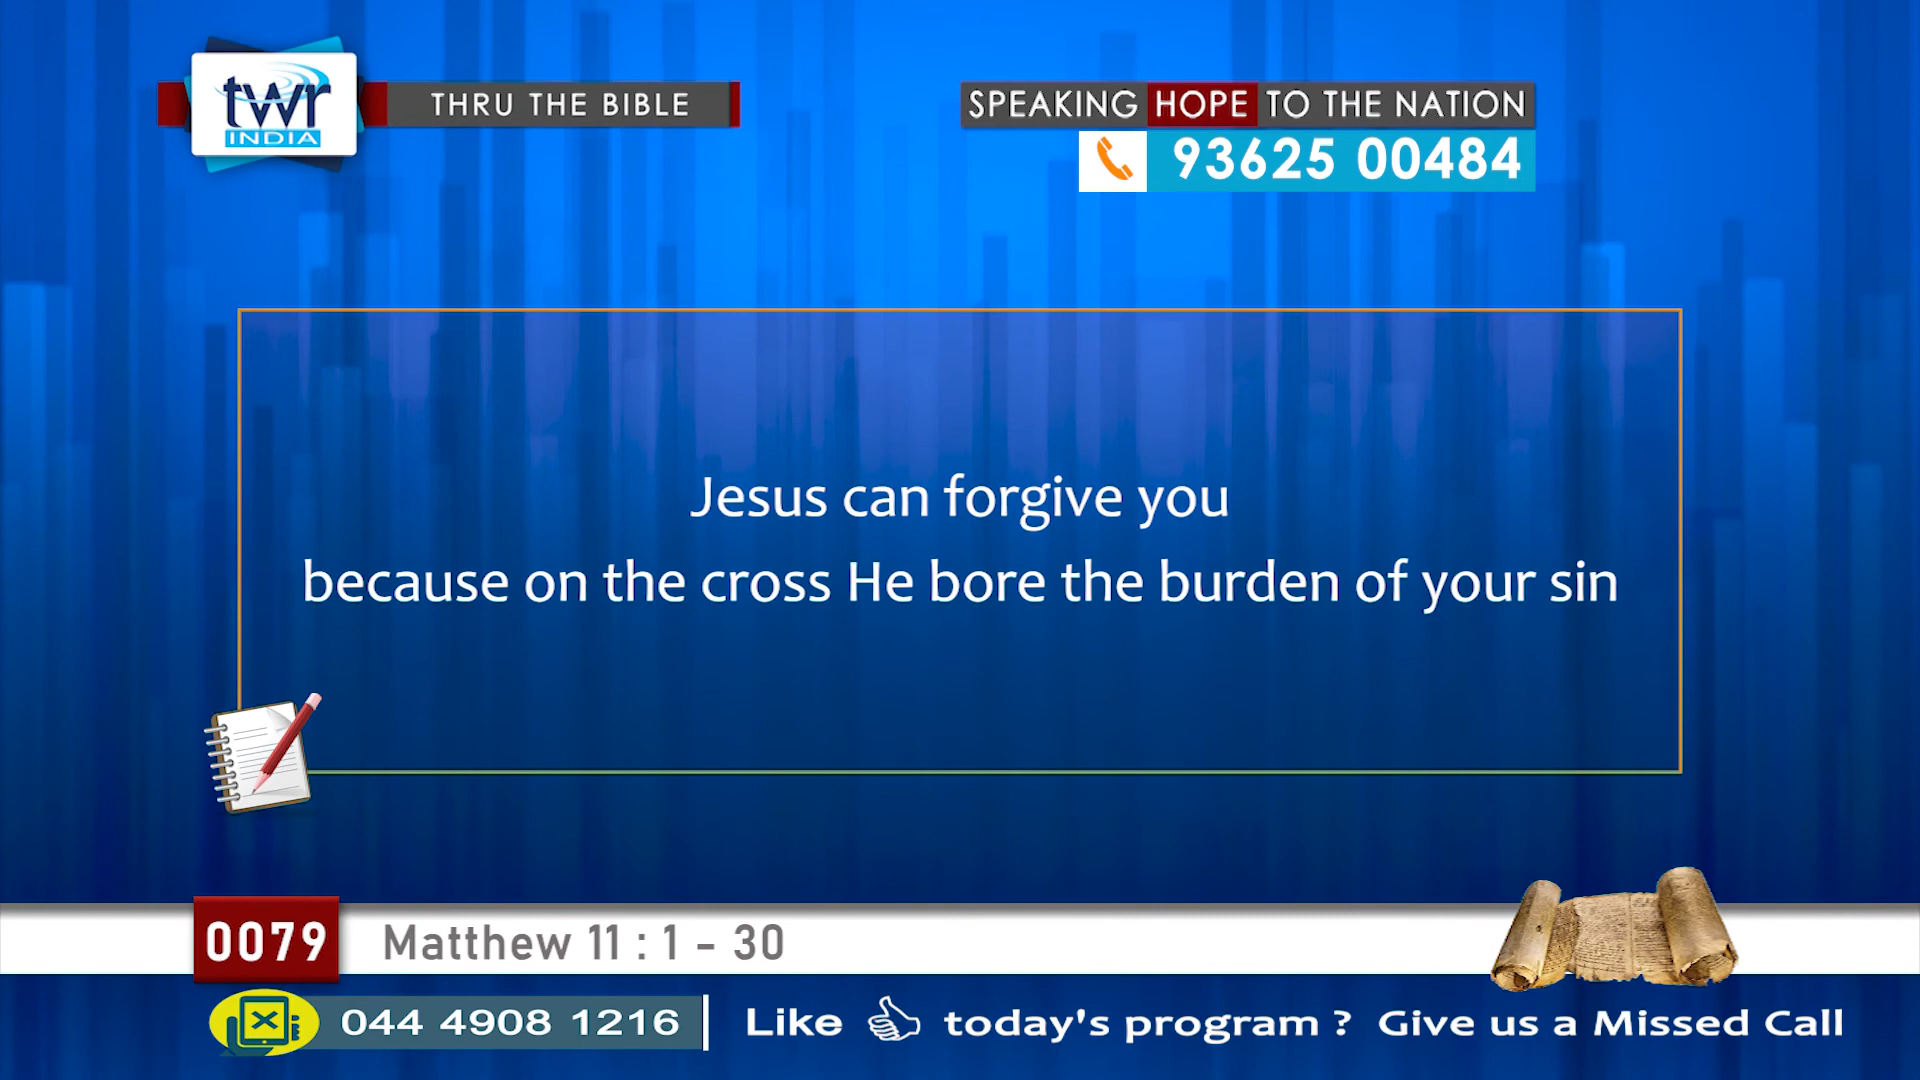 twr
INDIA
THRU THE BIBLE
SPEAKING HOPE TO THE NATION
93625 00484
Jesus can forgive you
because on the cross He bore the burden of your sin
0079
Matthew 11 : 1 - 30
044 4908 1216
Like today's program ? Give us a Missed Call